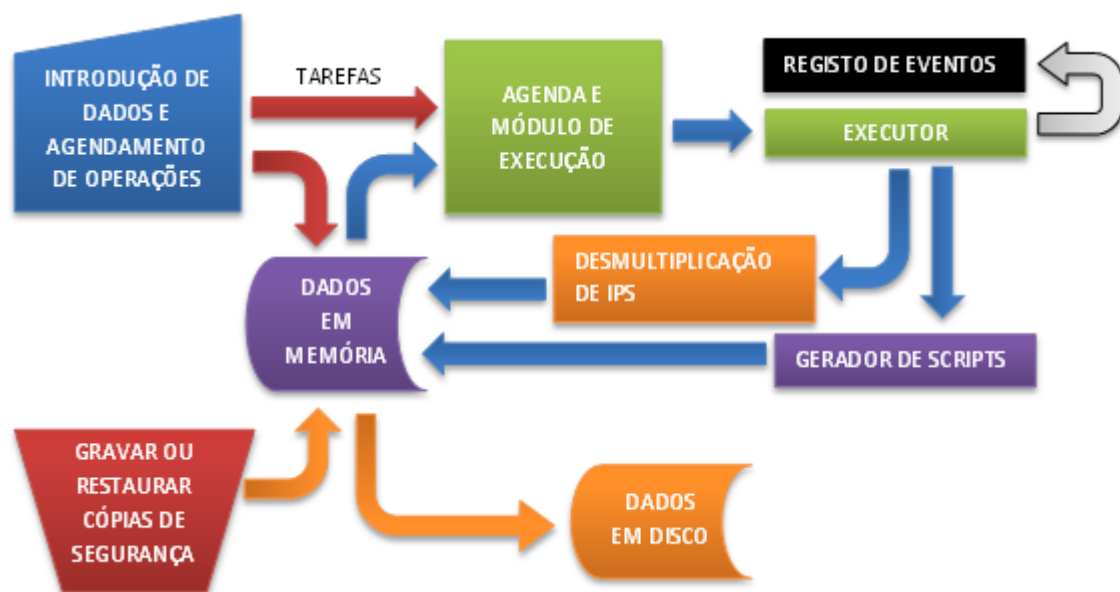 INTRODUÇÃO DE
DADOS E
AGENDAMENTO
DE OPERAÇÕES
TAREFAS
AGENDA E
MÓDULO DE
EXECUÇÃO
REGISTO DE EVENTOS
EXECUTOR
DESMULTIPLICAÇÃO
DE IPS
DADOS
EM
MEMÓRIA
GERADOR DE SCRIPTS
GRAVAR OU
RESTAURAR
CÓPIAS DE
SEGURANÇA
DADOS
EM DISCO